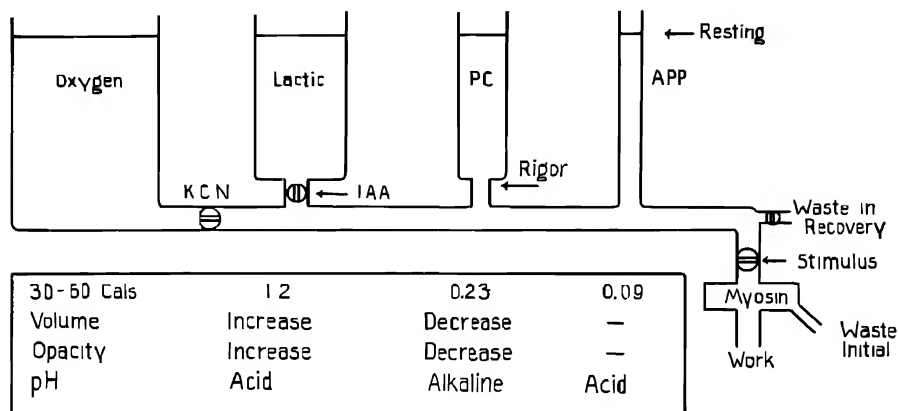 Resting
Oxygen Lactic PC APP
Rigor
KCN IAA
Waste in
Recovery
Stimulus
Myosin
Waste
Initial
Work
30-60 Cals 1 2 0.23 0.09
Volume Increase Decrease —
Opacity Increase Decrease —
pH Acid Alkaline Acid